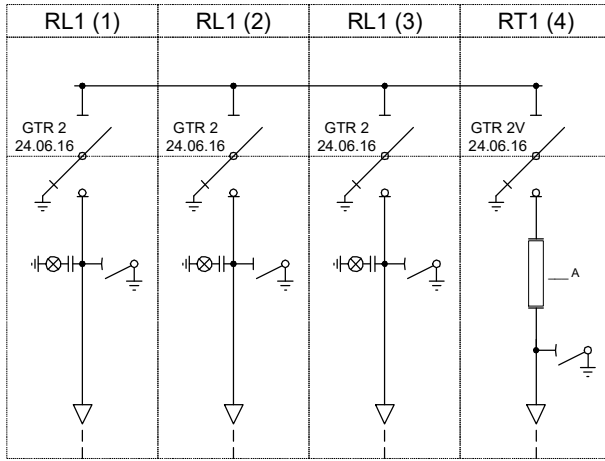 RL1 (1)
RL1 (2)
RL1 (3)
RT1 (4)
GTR 2
24.06.16
GTR 2
24.06.16
GTR 2
24.06.16
GTR 2V
24.06.16
___ A